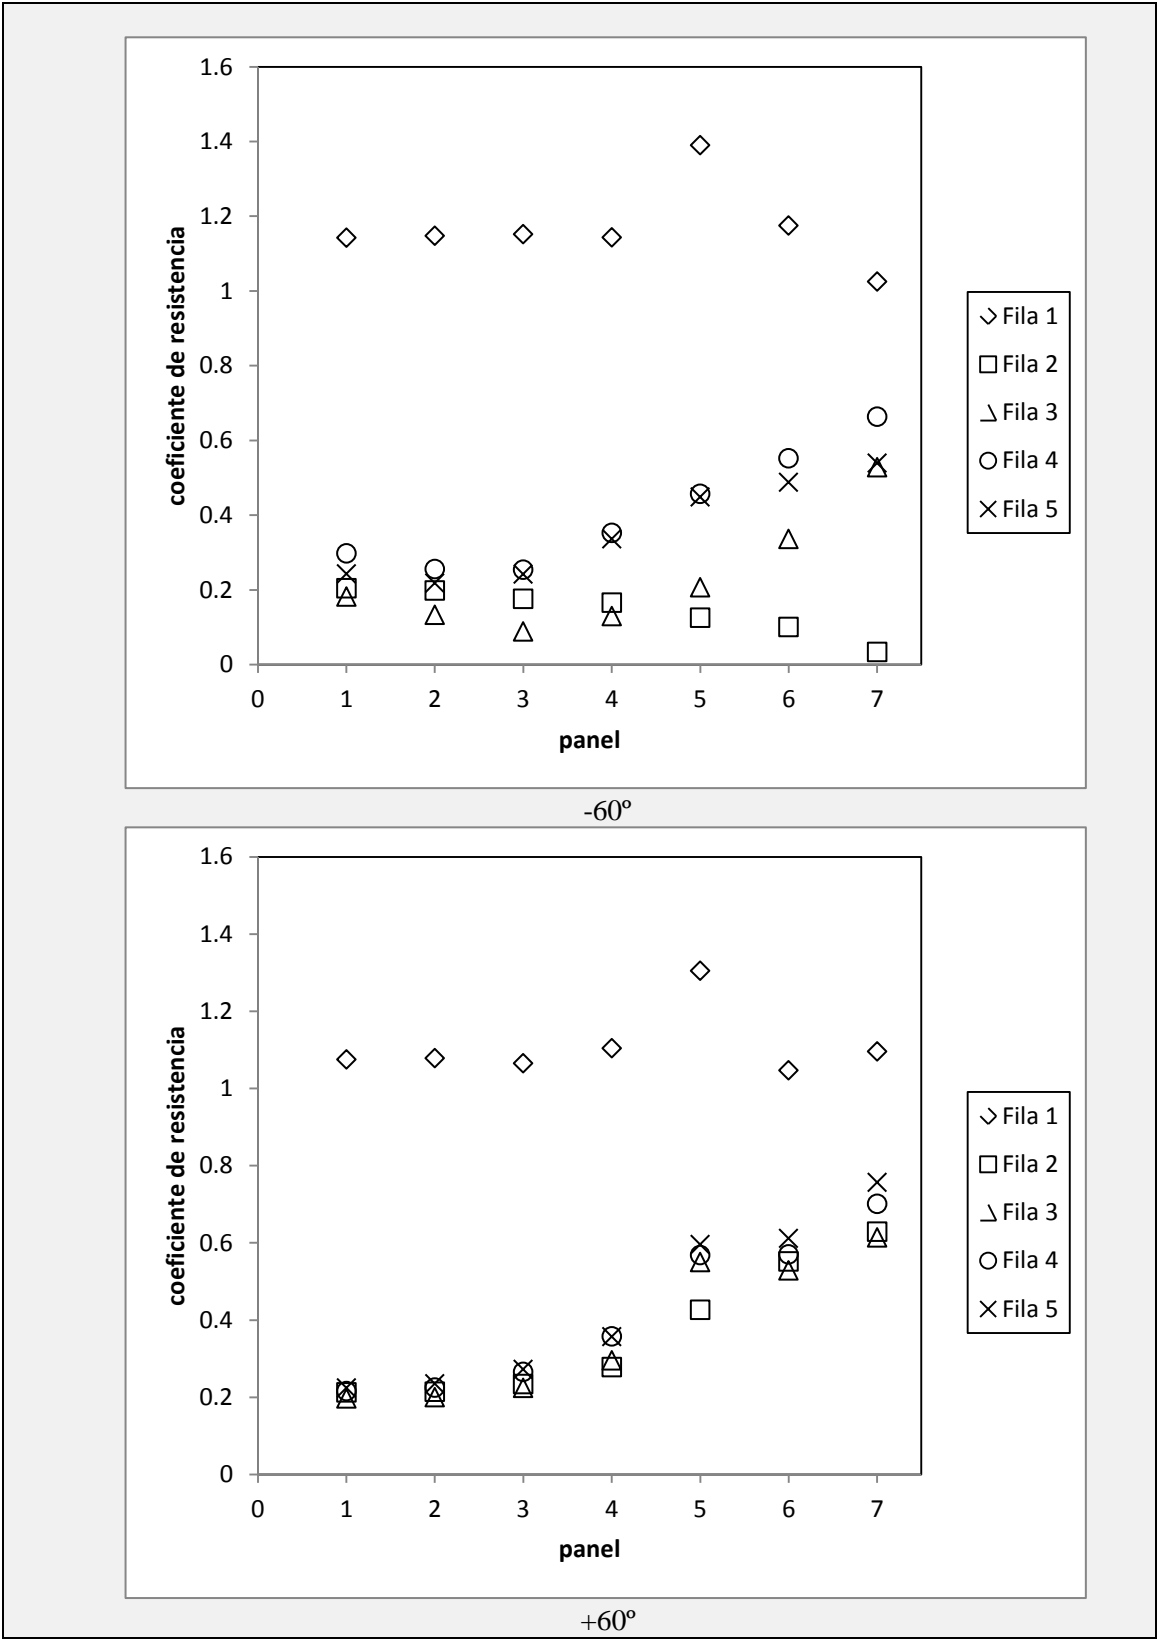 1.6
1.4
1.2
1
0.8
0.6
0.4
0.2
0
coeficiente de resistencia
0 1 2 3 4 5 6 7
panel
Fila 1
Fila 2
Fila 3
Fila 4
Fila 5
-60º
1.6
1.4
1.2
1
0.8
0.6
0.4
0.2
0
coeficiente de resistencia
0 1 2 3 4 5 6 7
panel
Fila 1
Fila 2
Fila 3
Fila 4
Fila 5
+60º